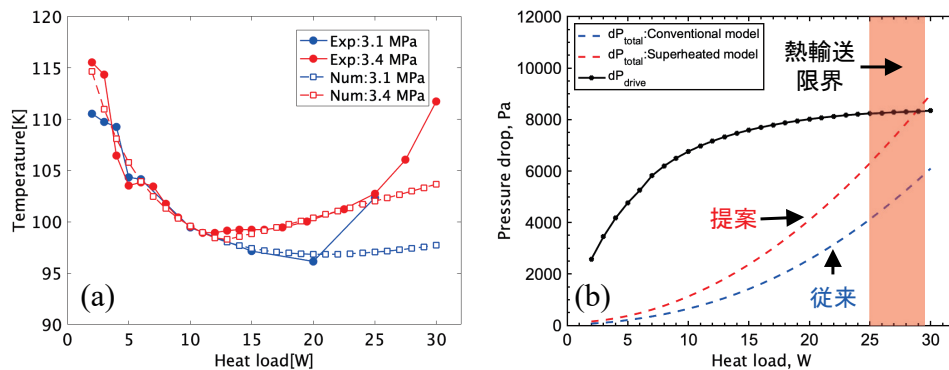 120
115
110
105
100
95
90
Temperature[K]
Exp:3.1 MPa
Exp:3.4 MPa
Num:3.1 MPa
Num:3.4 MPa
(a)
0 5 10 15 20 25 30
Heat load[W]
(b)
12000
10000
8000
6000
4000
2000
0
Pressure drop, Pa
dPtotal:Conventional model
dPtotal:Superheated model
dPdrive
熱輸送
限界
提案
従来
0 5 10 15 20 25 30
Heat load, W